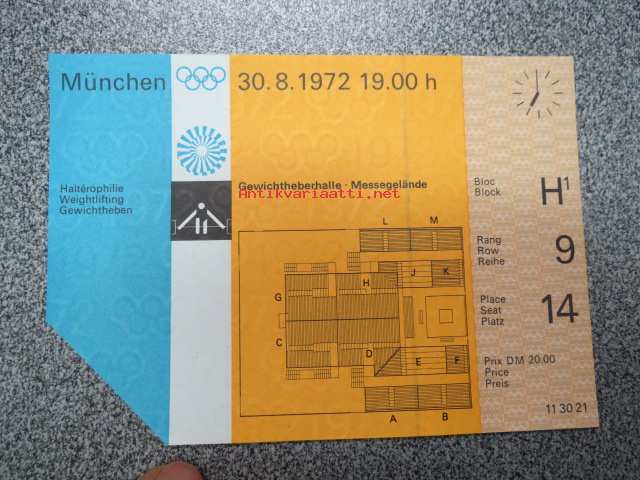 München
30.8.1972 19.00 h
Haltérophilie
Weightlifting
Gewichtheben
Gewichtheberhalle · Messegelände
Antikvariaatti.net
L M
J K
H
G
C
D
E F
A B
Bloc
Block
H1
Rang
Row
Reihe
9
Place
Seat
Platz
14
Prix DM 20.00
Price
Preis
11 30 21